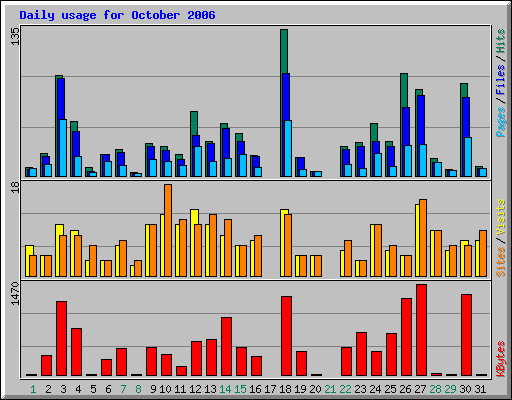 Daily usage for October 2006
135
Pages / Files / Hits
18
Sites / Visits
1470
KBytes
1 2 3 4 5 6 7 8 9 10 11 12 13 14 15 16 17 18 19 20 21 22 23 24 25 26 27 28 29 30 31